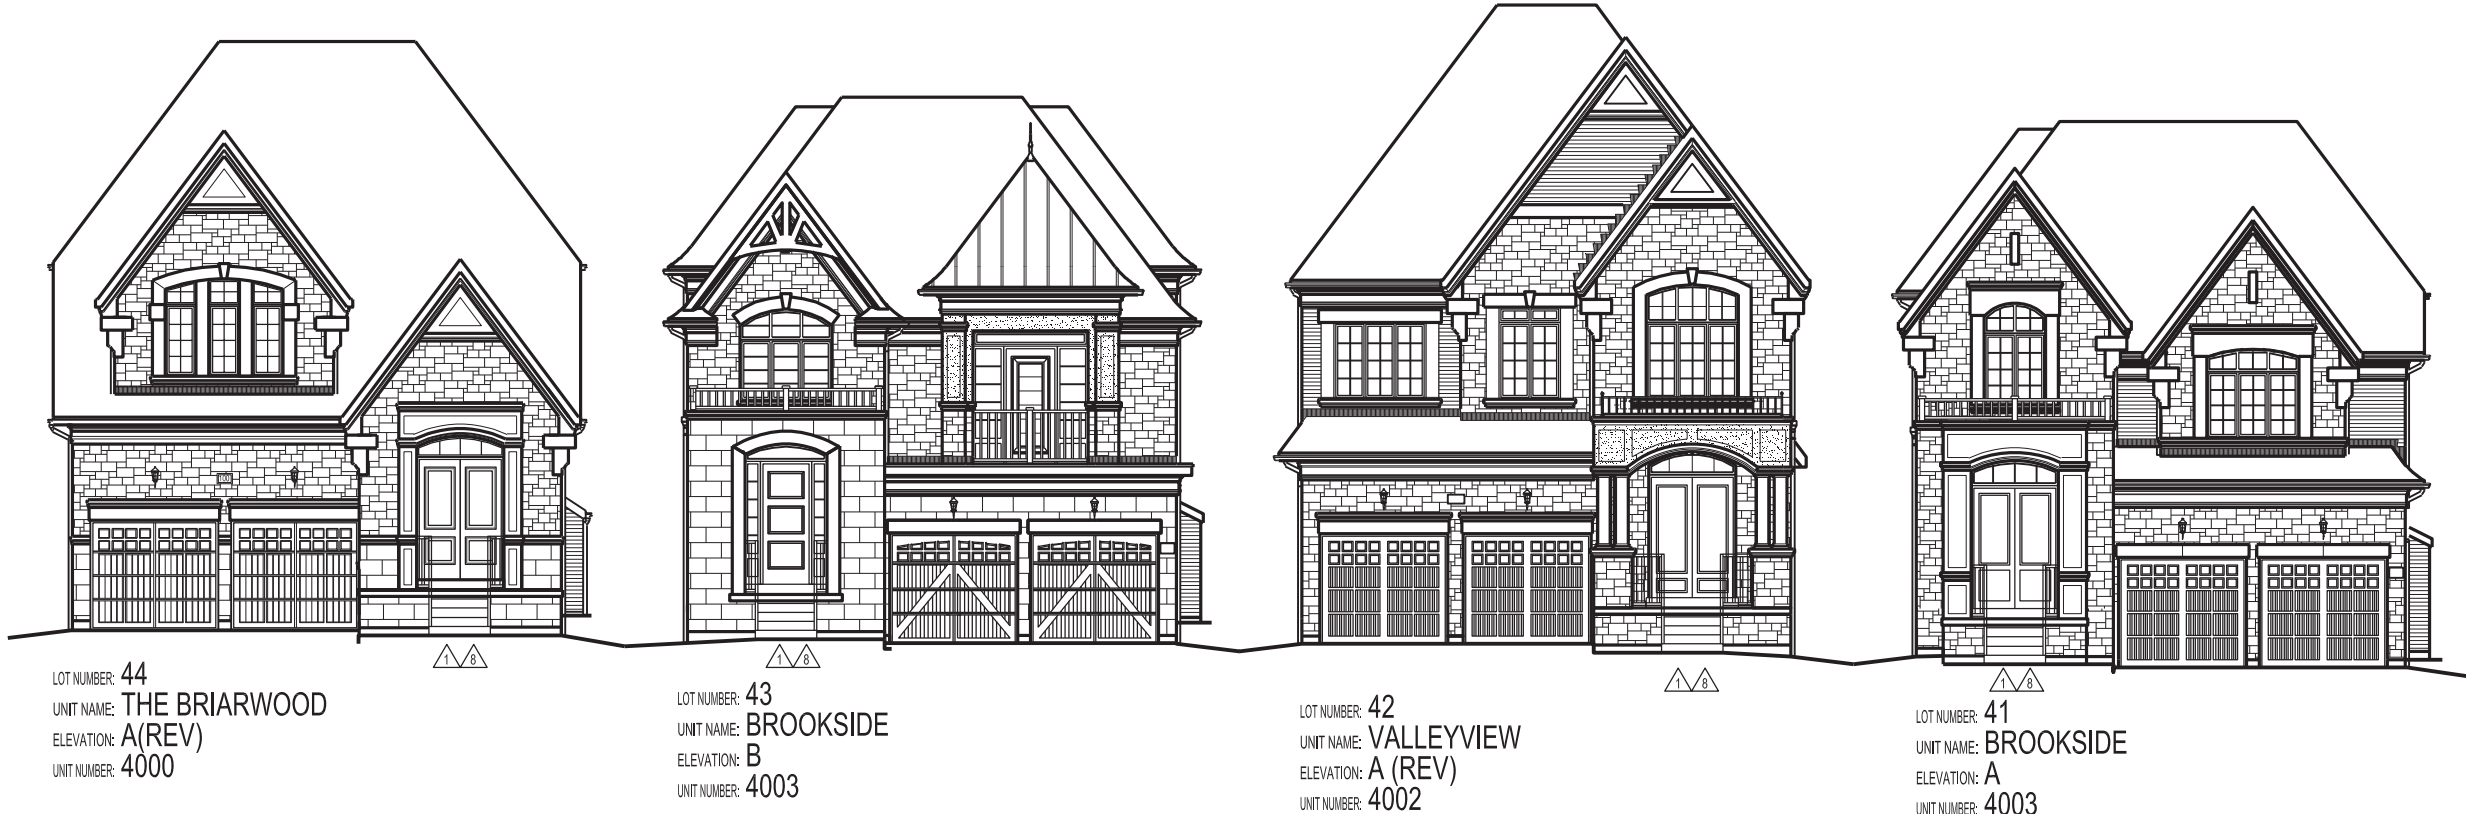 100
1 8
1 8
1 8
1 8
LOT NUMBER: 44
UNIT NAME: THE BRIARWOOD
ELEVATION: A(REV)
UNIT NUMBER: 4000
LOT NUMBER: 43
UNIT NAME: BROOKSIDE
ELEVATION: B
UNIT NUMBER: 4003
LOT NUMBER: 42
UNIT NAME: VALLEYVIEW
ELEVATION: A (REV)
UNIT NUMBER: 4002
LOT NUMBER: 41
UNIT NAME: BROOKSIDE
ELEVATION: A
UNIT NUMBER: 4003